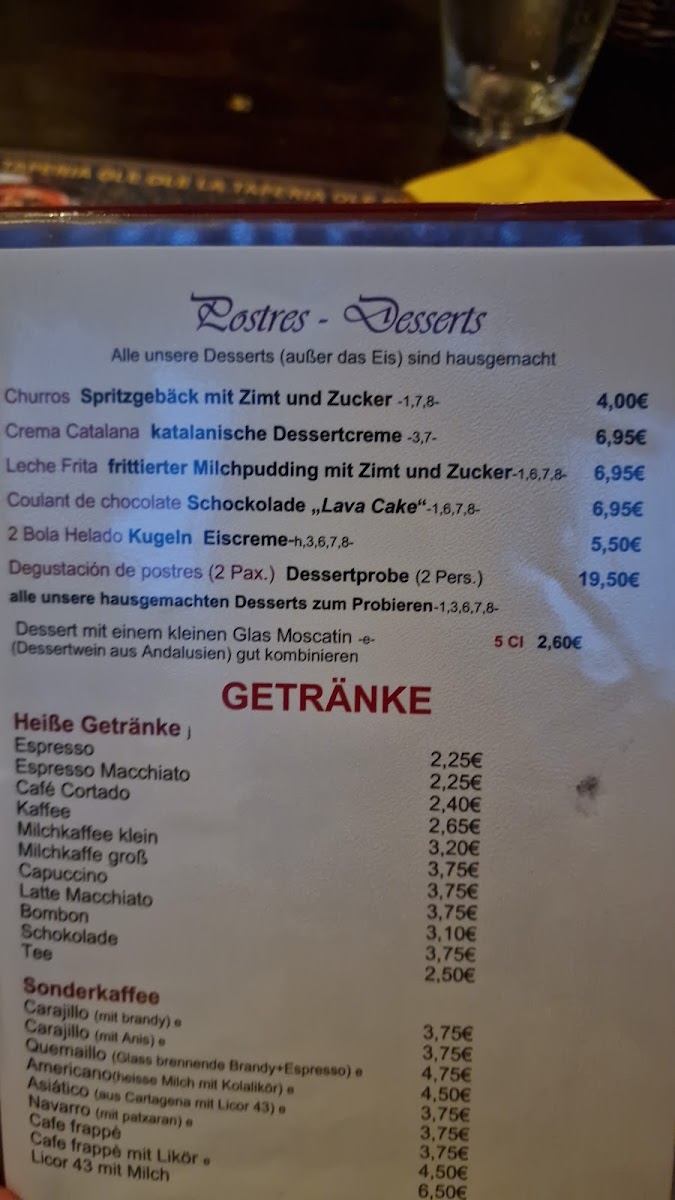 TAPERIA OLE OLE LA TAPERIA OLE
Postres - Desserts
Alle unsere Desserts (außer das Eis) sind hausgemacht
Churros Spritzgebäck mit Zimt und Zucker -1,7,8- 4,00€
Crema Catalana katalanische Dessertcreme -3,7- 6,95€
Leche Frita frittierter Milchpudding mit Zimt und Zucker-1,6,7,8- 6,95€
Coulant de chocolate Schockolade „Lava Cake“-1,6,7,8- 6,95€
2 Bola Helado Kugeln Eiscreme-h,3,6,7,8- 5,50€
Degustación de postres (2 Pax.) Dessertprobe (2 Pers.) 19,50€
alle unsere hausgemachten Desserts zum Probieren-1,3,6,7,8-
Dessert mit einem kleinen Glas Moscatin -e- 5 Cl 2,60€
(Dessertwein aus Andalusien) gut kombinieren
GETRÄNKE
Heiße Getränke j
Espresso 2,25€
Espresso Macchiato 2,25€
Café Cortado 2,40€
Kaffee 2,65€
Milchkaffee klein 3,20€
Milchkaffe groß 3,75€
Capuccino 3,75€
Latte Macchiato 3,75€
Bombon 3,10€
Schokolade 3,75€
Tee 2,50€
Sonderkaffee
Carajillo (mit brandy) e 3,75€
Carajillo (mit Anis) e 3,75€
Quemaillo (Glass brennende Brandy+Espresso) e 4,75€
Americano(heisse Milch mit Kolalikör) e 4,50€
Asiático (aus Cartagena mit Licor 43) e 3,75€
Navarro (mit patxaran) e 3,75€
Cafe frappè 3,75€
Cafe frappè mit Likör e 4,50€
Licor 43 mit Milch 6,50€